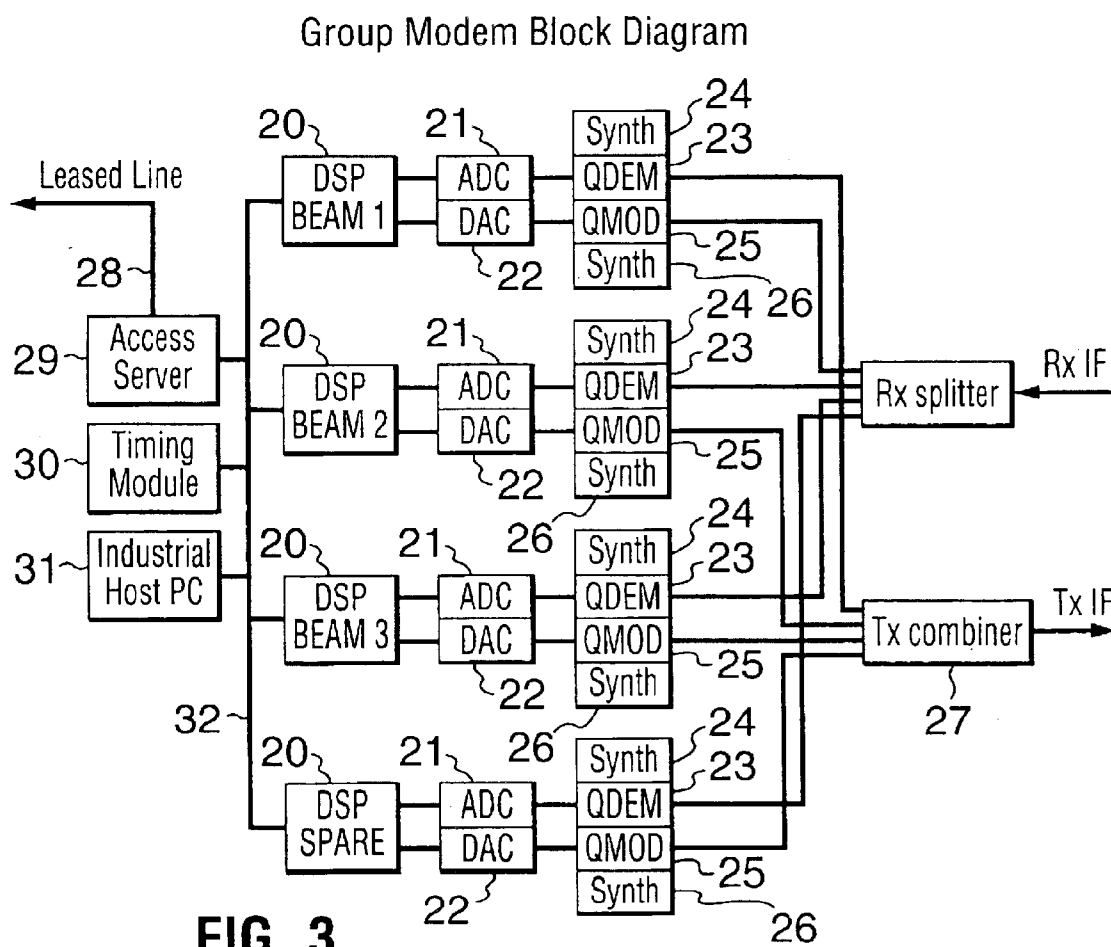 Group Modem Block Diagram
Leased Line
28
29
Access
Server
30
Timing
Module
31
Industrial
Host PC
32
20
DSP
BEAM 1
21
ADC
DAC
22
Synth
QDEM
QMOD
Synth
24
23
25
26
20
DSP
BEAM 2
21
ADC
DAC
22
Synth
QDEM
QMOD
Synth
24
23
25
26
20
DSP
BEAM 3
21
ADC
DAC
22
Synth
QDEM
QMOD
Synth
24
23
25
26
20
DSP
SPARE
21
ADC
DAC
22
Synth
QDEM
QMOD
Synth
24
23
25
26
Rx splitter
Rx IF
Tx combiner
Tx IF
27
FIG. 3